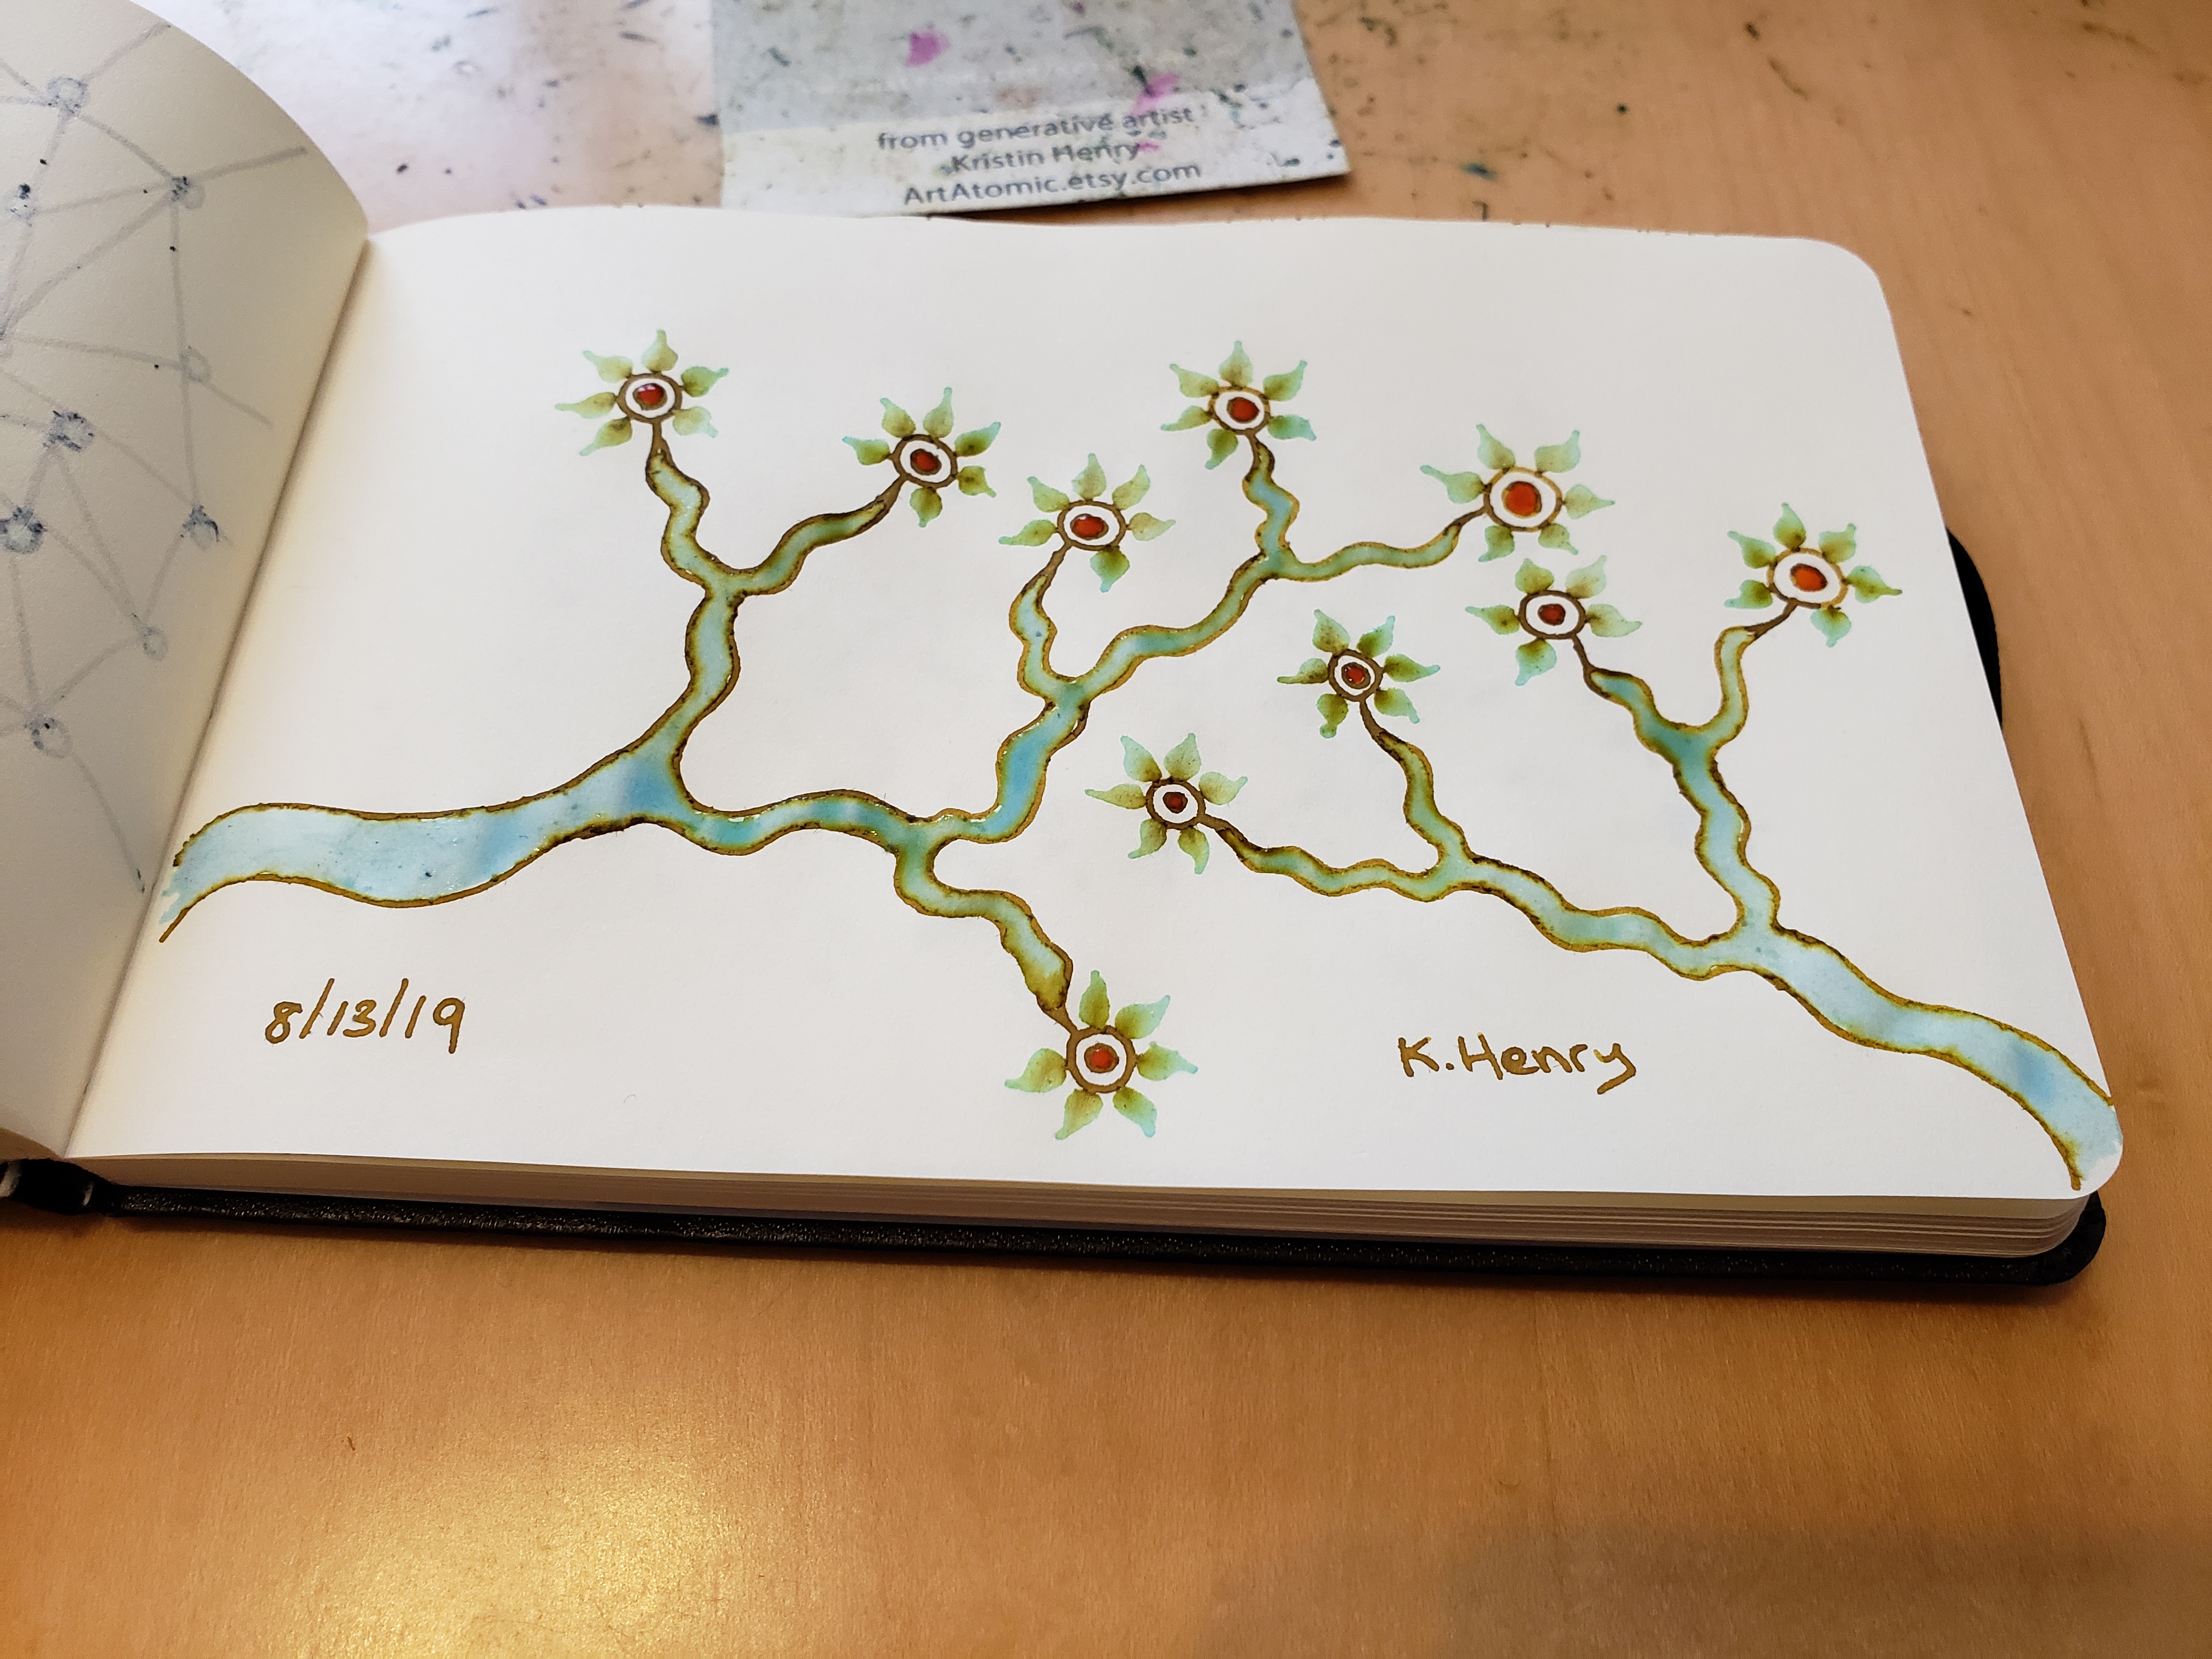 from generative artist
Kristin Henry
ArtAtomic.etsy.com
8/13/19
K.Henry